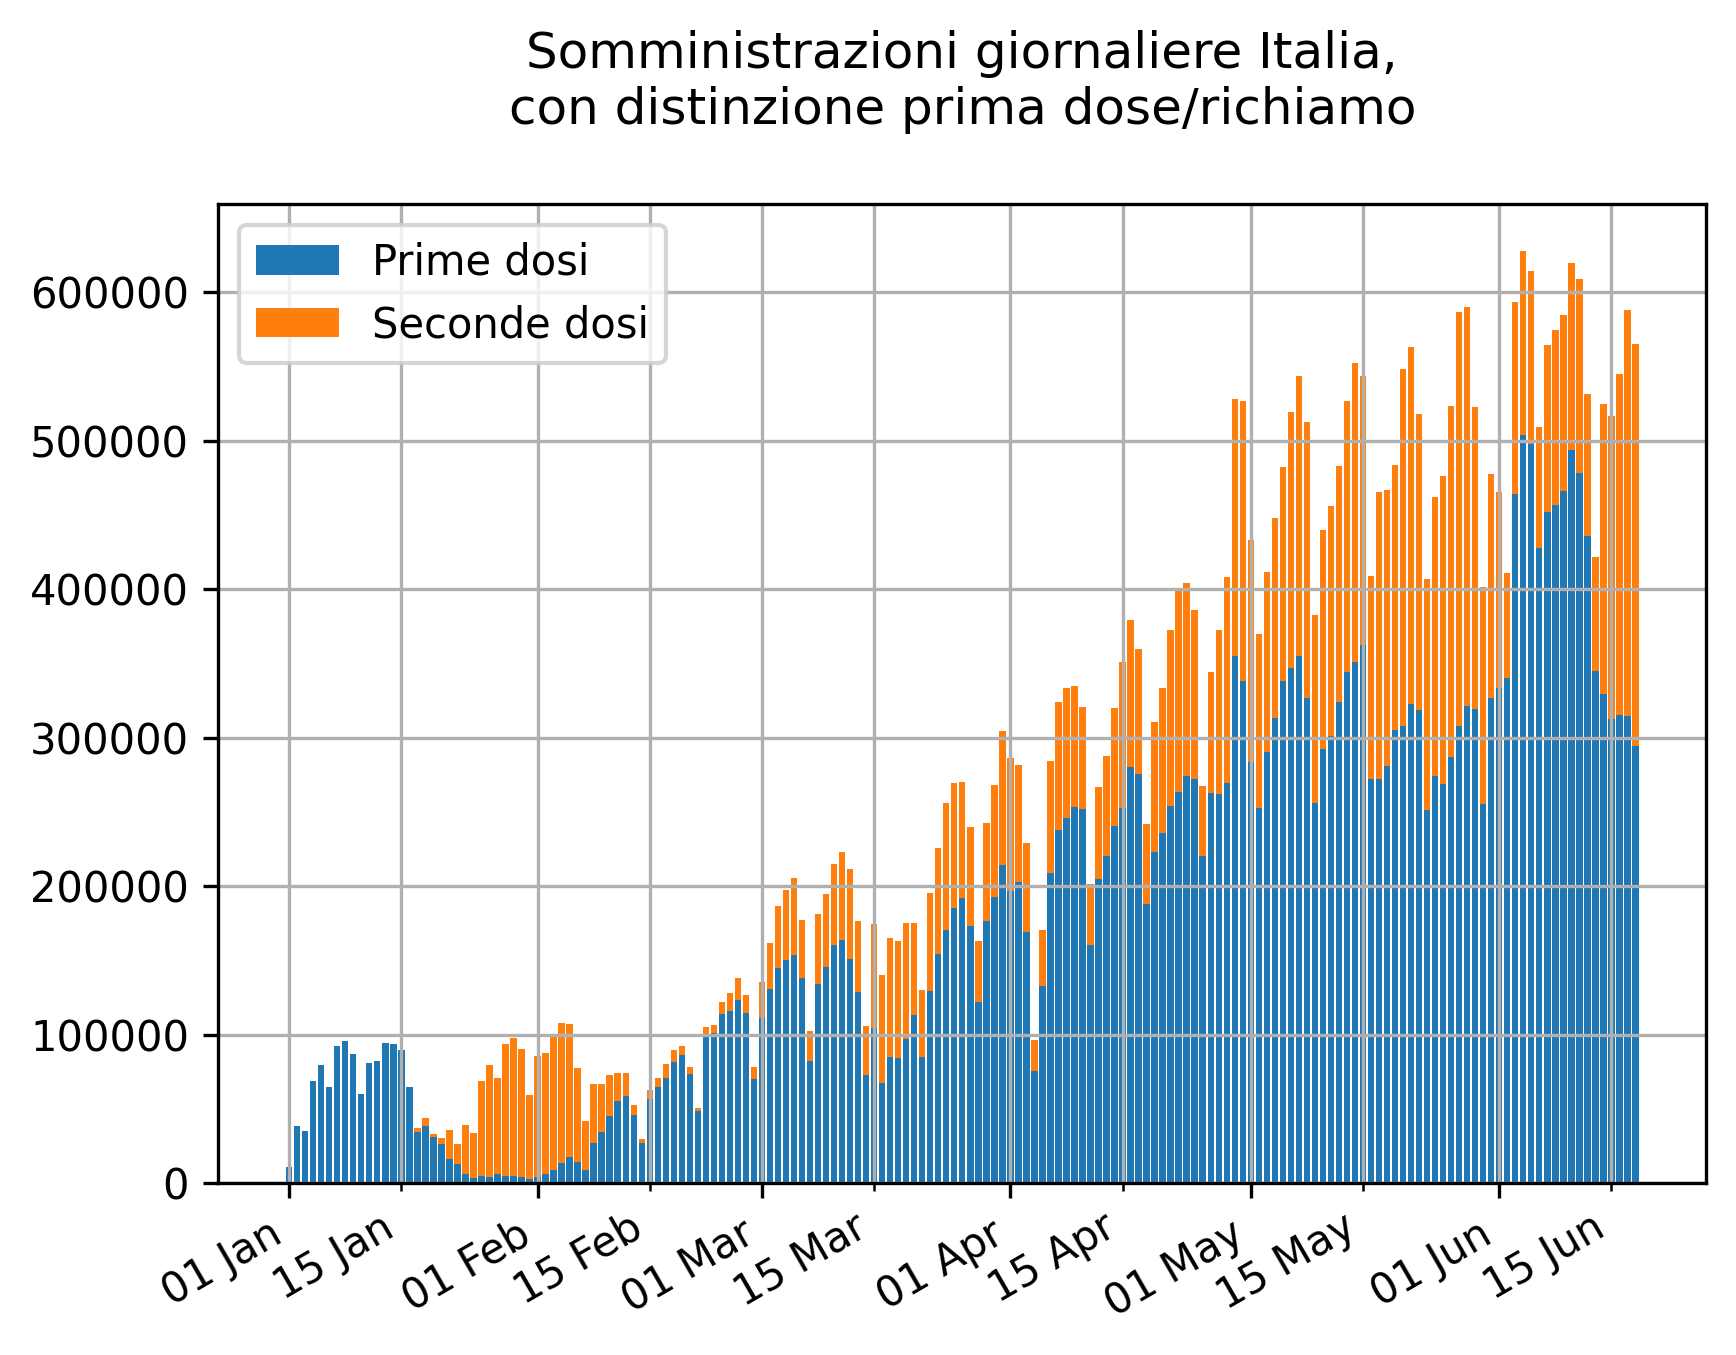 Somministrazioni giornaliere Italia,
con distinzione prima dose/richiamo
Prime dosi
Seconde dosi
600000
500000
400000
300000
200000
100000
0
01 Jan
15 Jan
01 Feb
15 Feb
01 Mar
15 Mar
01 Apr
15 Apr
01 May
15 May
01 Jun
15 Jun